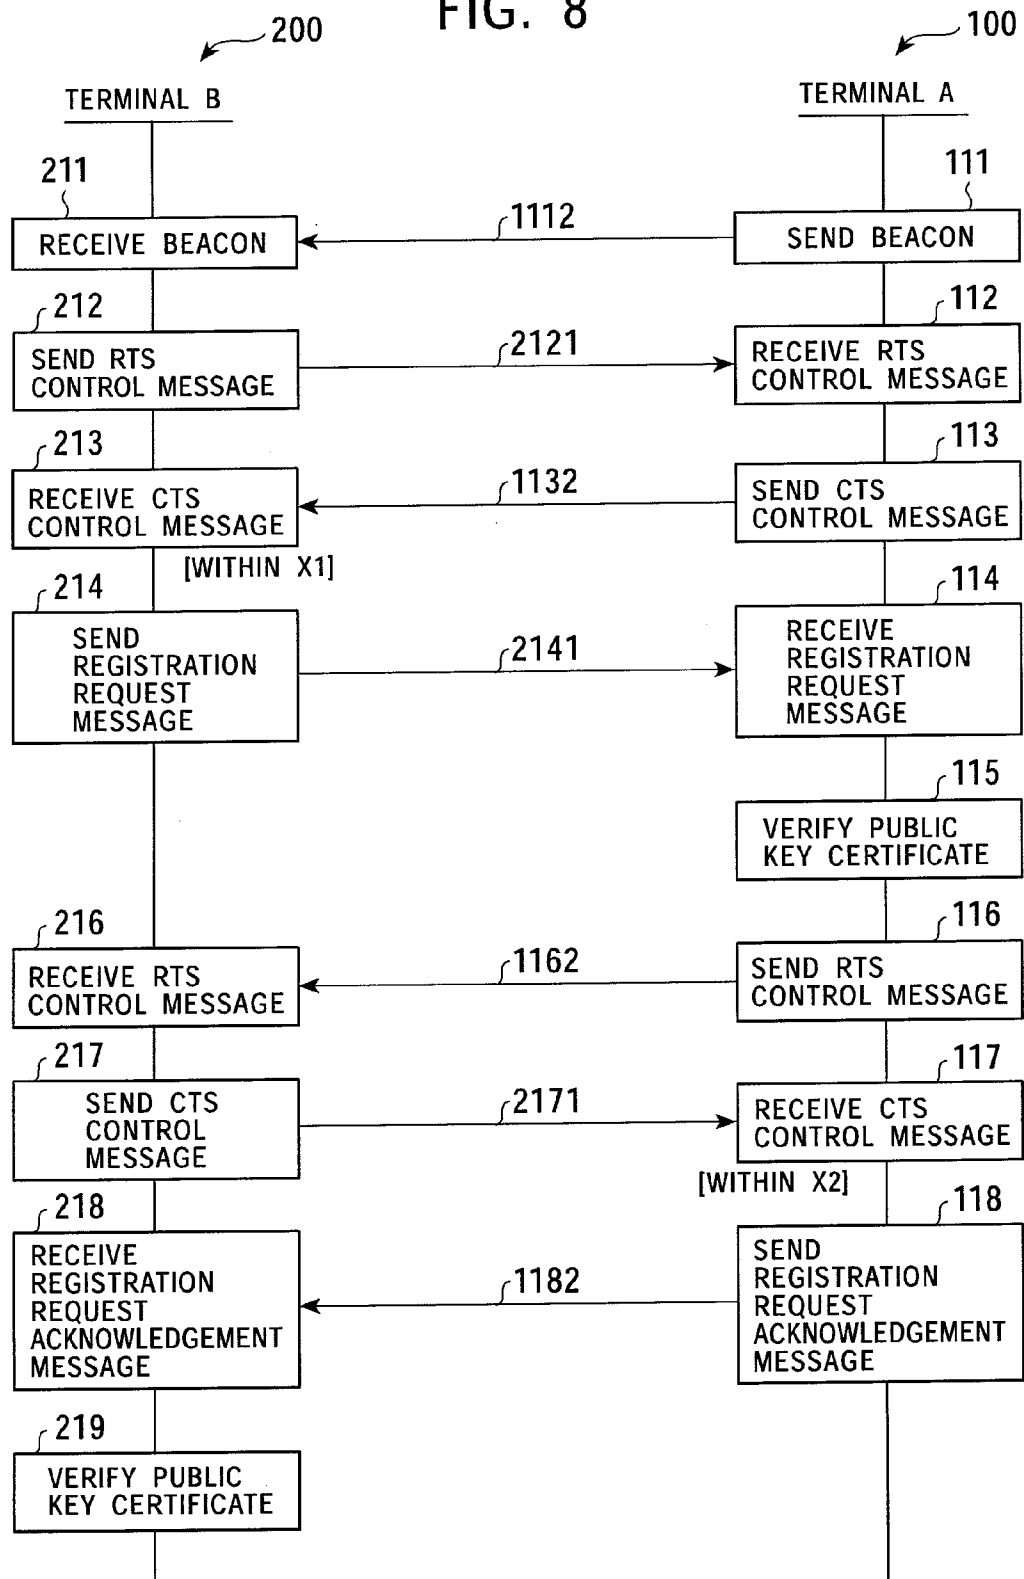 FIG. 8
200
100
TERMINAL B
TERMINAL A
211
111
RECEIVE BEACON
1112
SEND BEACON
212
112
SEND RTS
CONTROL MESSAGE
2121
RECEIVE RTS
CONTROL MESSAGE
213
113
RECEIVE CTS
CONTROL MESSAGE
1132
SEND CTS
CONTROL MESSAGE
[WITHIN X1]
214
114
SEND
REGISTRATION
REQUEST
MESSAGE
2141
RECEIVE
REGISTRATION
REQUEST
MESSAGE
115
VERIFY PUBLIC
KEY CERTIFICATE
216
116
RECEIVE RTS
CONTROL MESSAGE
1162
SEND RTS
CONTROL MESSAGE
217
117
SEND CTS
CONTROL
MESSAGE
2171
RECEIVE CTS
CONTROL MESSAGE
[WITHIN X2]
218
118
RECEIVE
REGISTRATION
REQUEST
ACKNOWLEDGEMENT
MESSAGE
1182
SEND
REGISTRATION
REQUEST
ACKNOWLEDGEMENT
MESSAGE
219
VERIFY PUBLIC
KEY CERTIFICATE